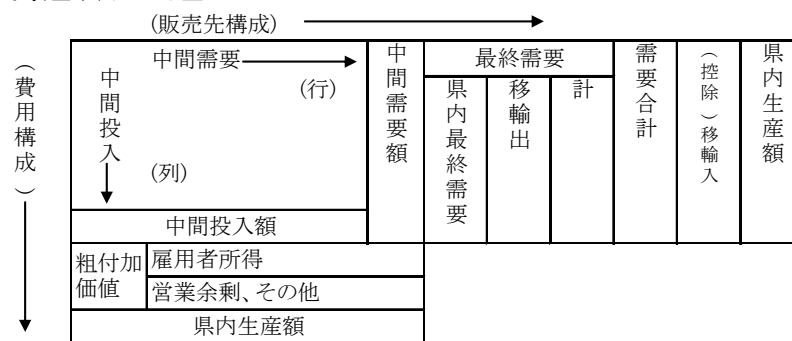 (販売先構成)
(費用構成)
中間投入
中間需要
(行)
(列)
中間需要額
最終需要
県内最終需要
移輸出
計
需要合計
(控除)移輸入
県内生産額
中間投入額
粗付加
価値
雇用者所得
営業余剰、その他
県内生産額